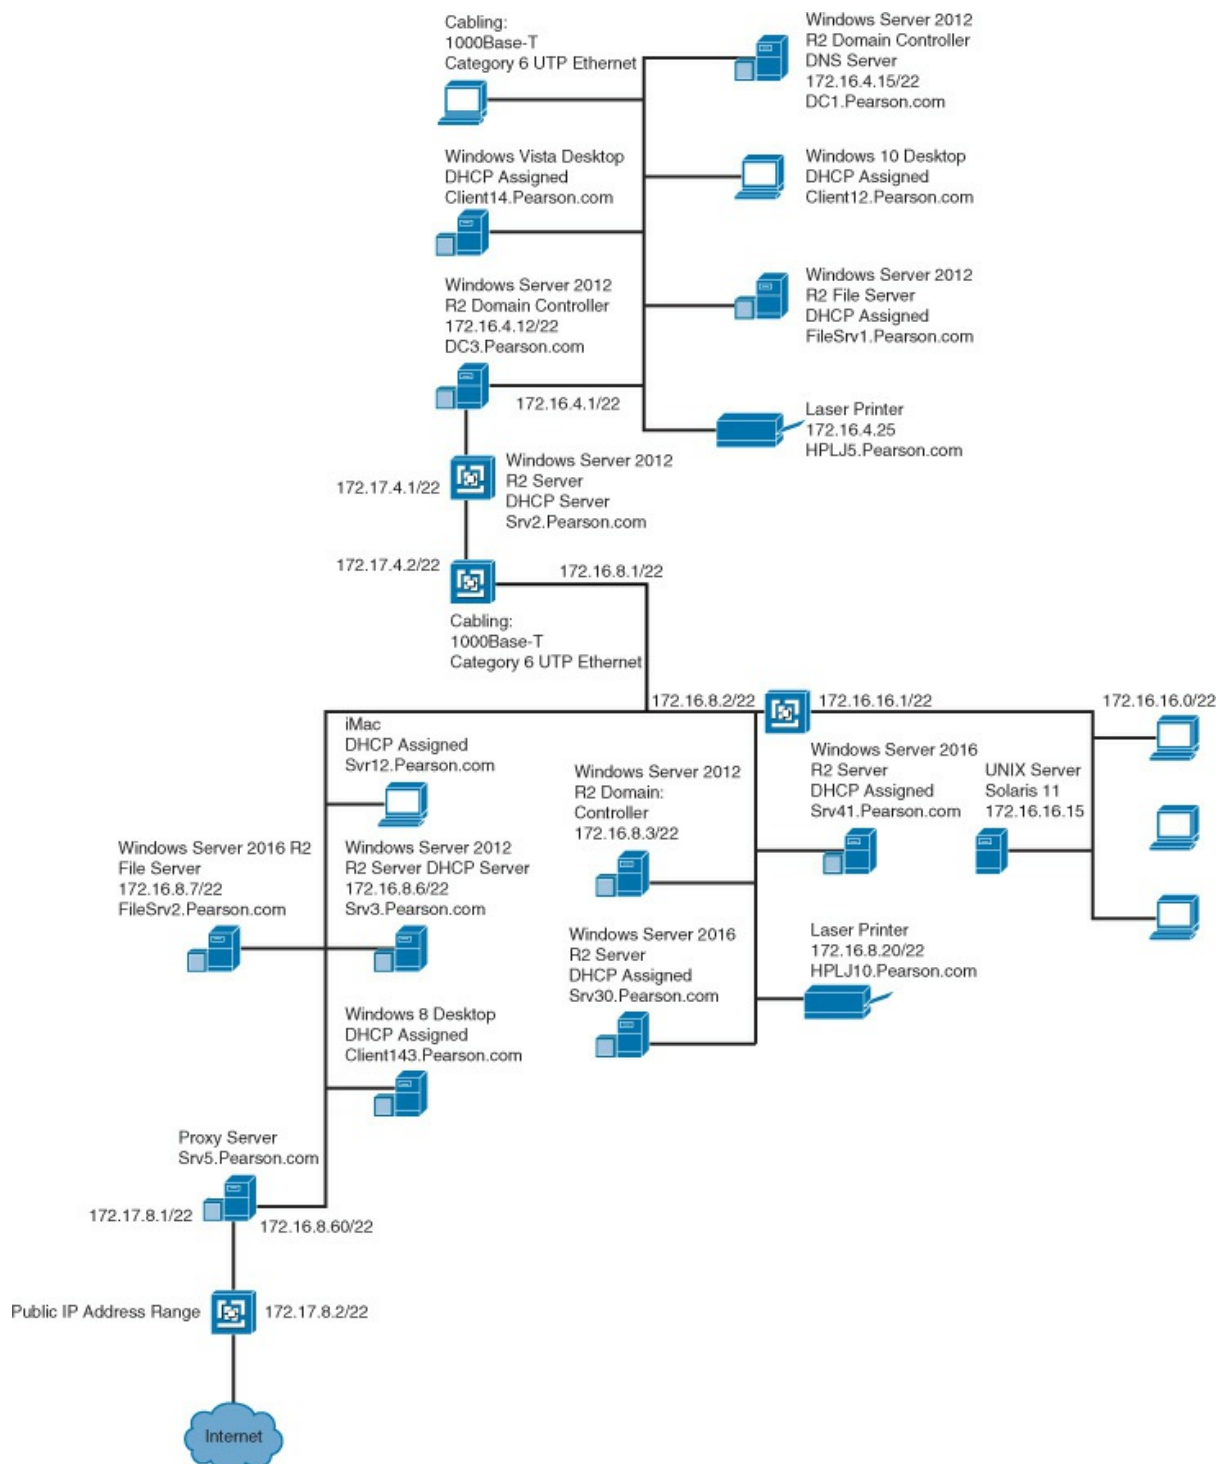 Cabling:
1000Base-T
Category 6 UTP Ethernet
Windows Server 2012
R2 Domain Controller
DNS Server
172.16.4.15/22
DC1.Pearson.com
Windows Vista Desktop
DHCP Assigned
Client14.Pearson.com
Windows 10 Desktop
DHCP Assigned
Client12.Pearson.com
Windows Server 2012
R2 Domain Controller
172.16.4.12/22
DC3.Pearson.com
Windows Server 2012
R2 File Server
DHCP Assigned
FileSrv1.Pearson.com
172.16.4.1/22
Laser Printer
172.16.4.25
HPLJ5.Pearson.com
172.17.4.1/22
Windows Server 2012
R2 Server
DHCP Server
Srv2.Pearson.com
172.17.4.2/22
172.16.8.1/22
Cabling:
1000Base-T
Category 6 UTP Ethernet
172.16.8.2/22
172.16.16.1/22
172.16.16.0/22
iMac
DHCP Assigned
Svr12.Pearson.com
Windows Server 2012
R2 Domain:
Controller
172.16.8.3/22
Windows Server 2016
R2 Server
DHCP Assigned
Srv41.Pearson.com
UNIX Server
Solaris 11
172.16.16.15
Windows Server 2016 R2
File Server
172.16.8.7/22
FileSrv2.Pearson.com
Windows Server 2012
R2 Server DHCP Server
172.16.8.6/22
Srv3.Pearson.com
Windows Server 2016
R2 Server
DHCP Assigned
Srv30.Pearson.com
Laser Printer
172.16.8.20/22
HPLJ10.Pearson.com
Windows 8 Desktop
DHCP Assigned
Client143.Pearson.com
Proxy Server
Srv5.Pearson.com
172.17.8.1/22
172.16.8.60/22
Public IP Address Range
172.17.8.2/22
Internet